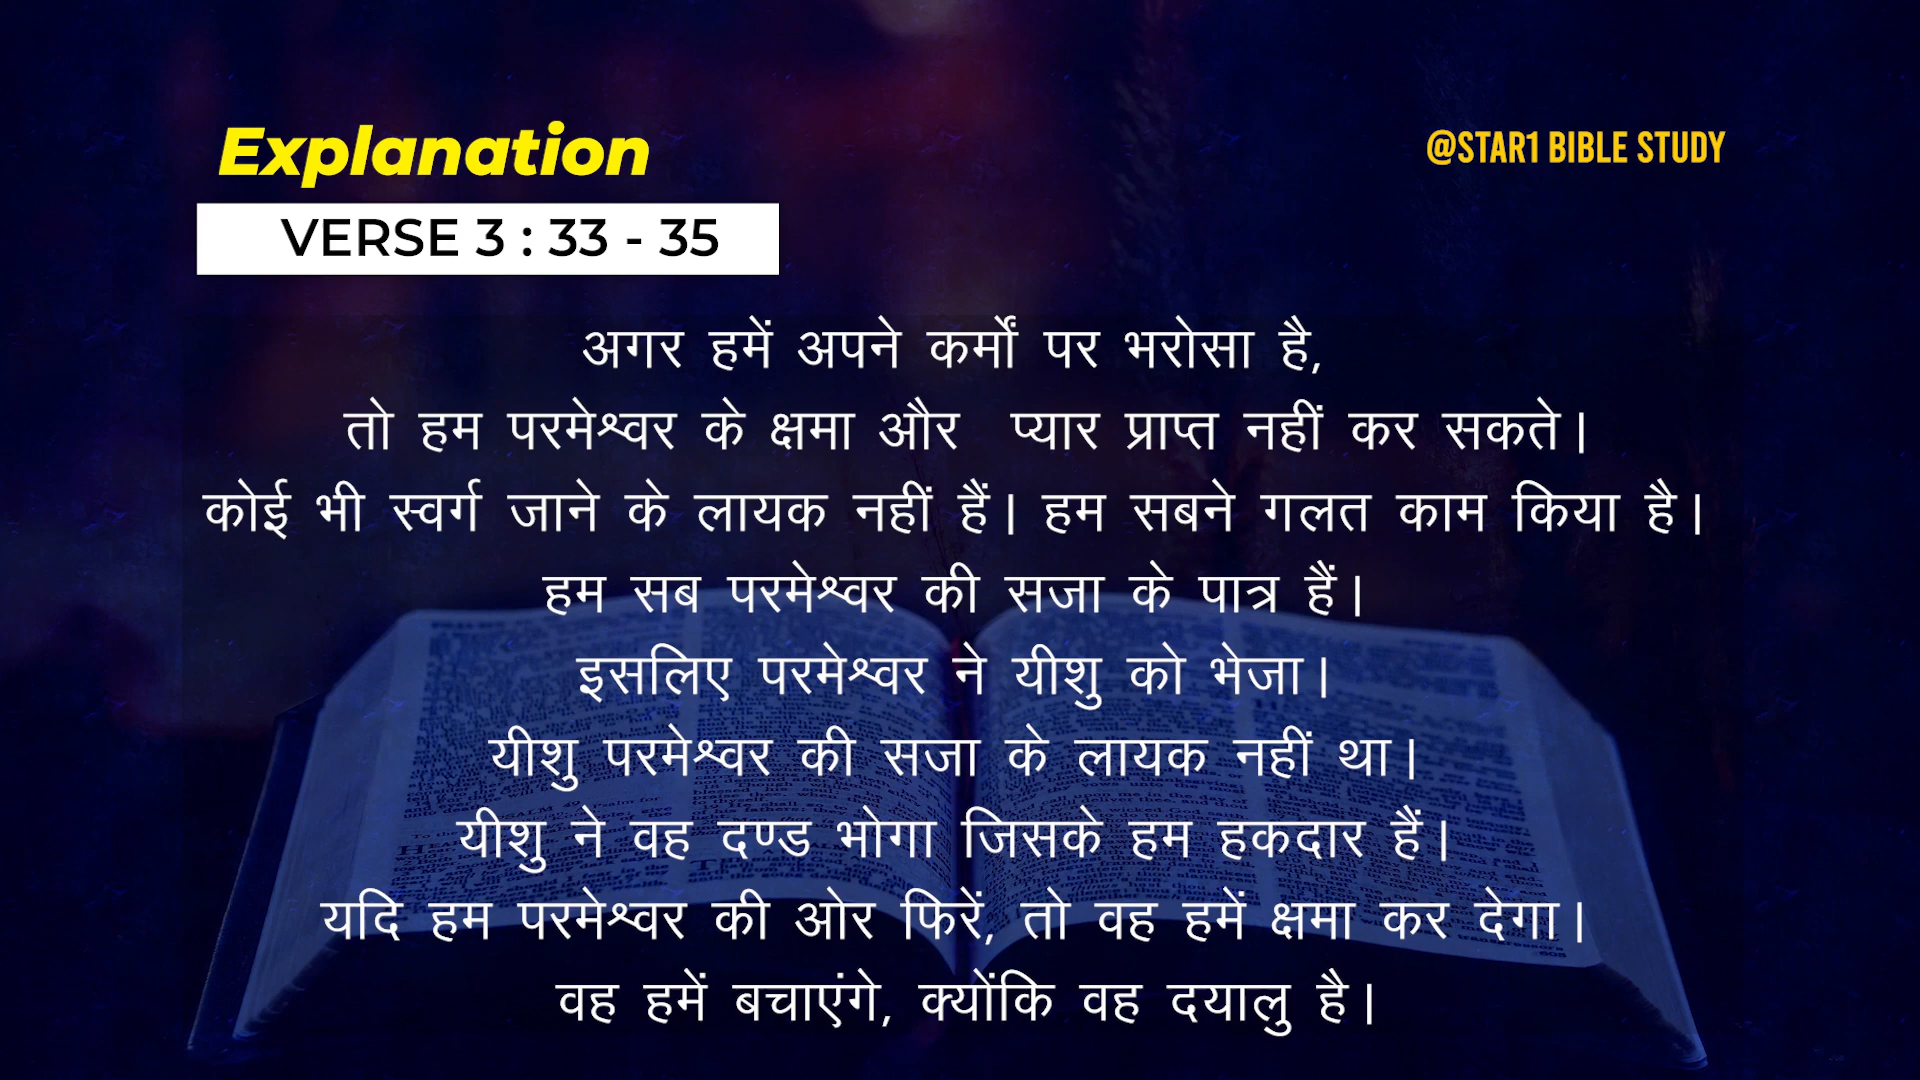 Explanation
@STAR1 BIBLE STUDY
VERSE 3 : 33 - 35
अगर हमें अपने कर्मों पर भरोसा है,
तो हम परमेश्वर के क्षमा और प्यार प्राप्त नहीं कर सकते।
कोई भी स्वर्ग जाने के लायक नहीं हैं। हम सबने गलत काम किया है।
हम सब परमेश्वर की सजा के पात्र हैं।
इसलिए परमेश्वर ने यीशु को भेजा।
यीशु परमेश्वर की सजा के लायक नहीं था।
यीशु ने वह दण्ड भोगा जिसके हम हकदार हैं।
यदि हम परमेश्वर की ओर फिरें, तो वह हमें क्षमा कर देगा।
वह हमें बचाएंगे, क्योंकि वह दयालु है।